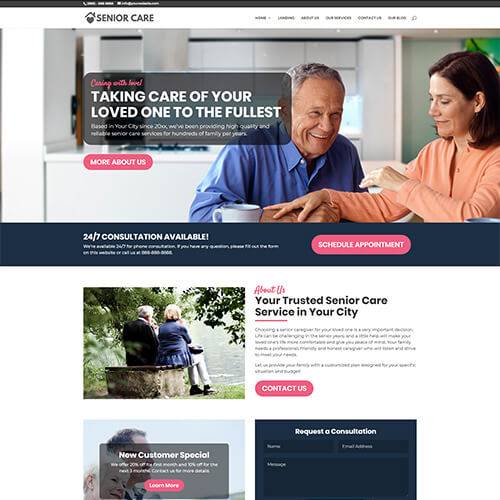 (888) - 888-8888 info@yourwebsite.com
SENIOR CARE
HOME LANDING ABOUT US OUR SERVICES CONTACT US OUR BLOG
Caring with love!
TAKING CARE OF YOUR
LOVED ONE TO THE FULLEST
Based in Your City since 20xx, we've been providing high quality and
reliable senior care services for hundreds of family per years.
MORE ABOUT US
24/7 CONSULTATION AVAILABLE!
We're available 24/7 for phone consultation. If you have any question, please fill out the form
on this website or call us at 888-888-8888.
SCHEDULE APPOINTMENT
About Us
Your Trusted Senior Care
Service in Your City
Choosing a senior caregiver for your loved one is a very important decision.
Life can be challenging in the senior years, and a little help will make your
loved one's life more comfortable and give you peace of mind. Your family
needs a professional, friendly and honest caregiver who will listen and strive
to meet your needs.
Let us provide your family with a customized plan designed for your specific
situation and budget!
CONTACT US
New Customer Special
We offer 20% off for first month and 10% off for the
next 3 months. Contact us for more details.
Learn More
Request a Consultation
Name
Email Address
Message